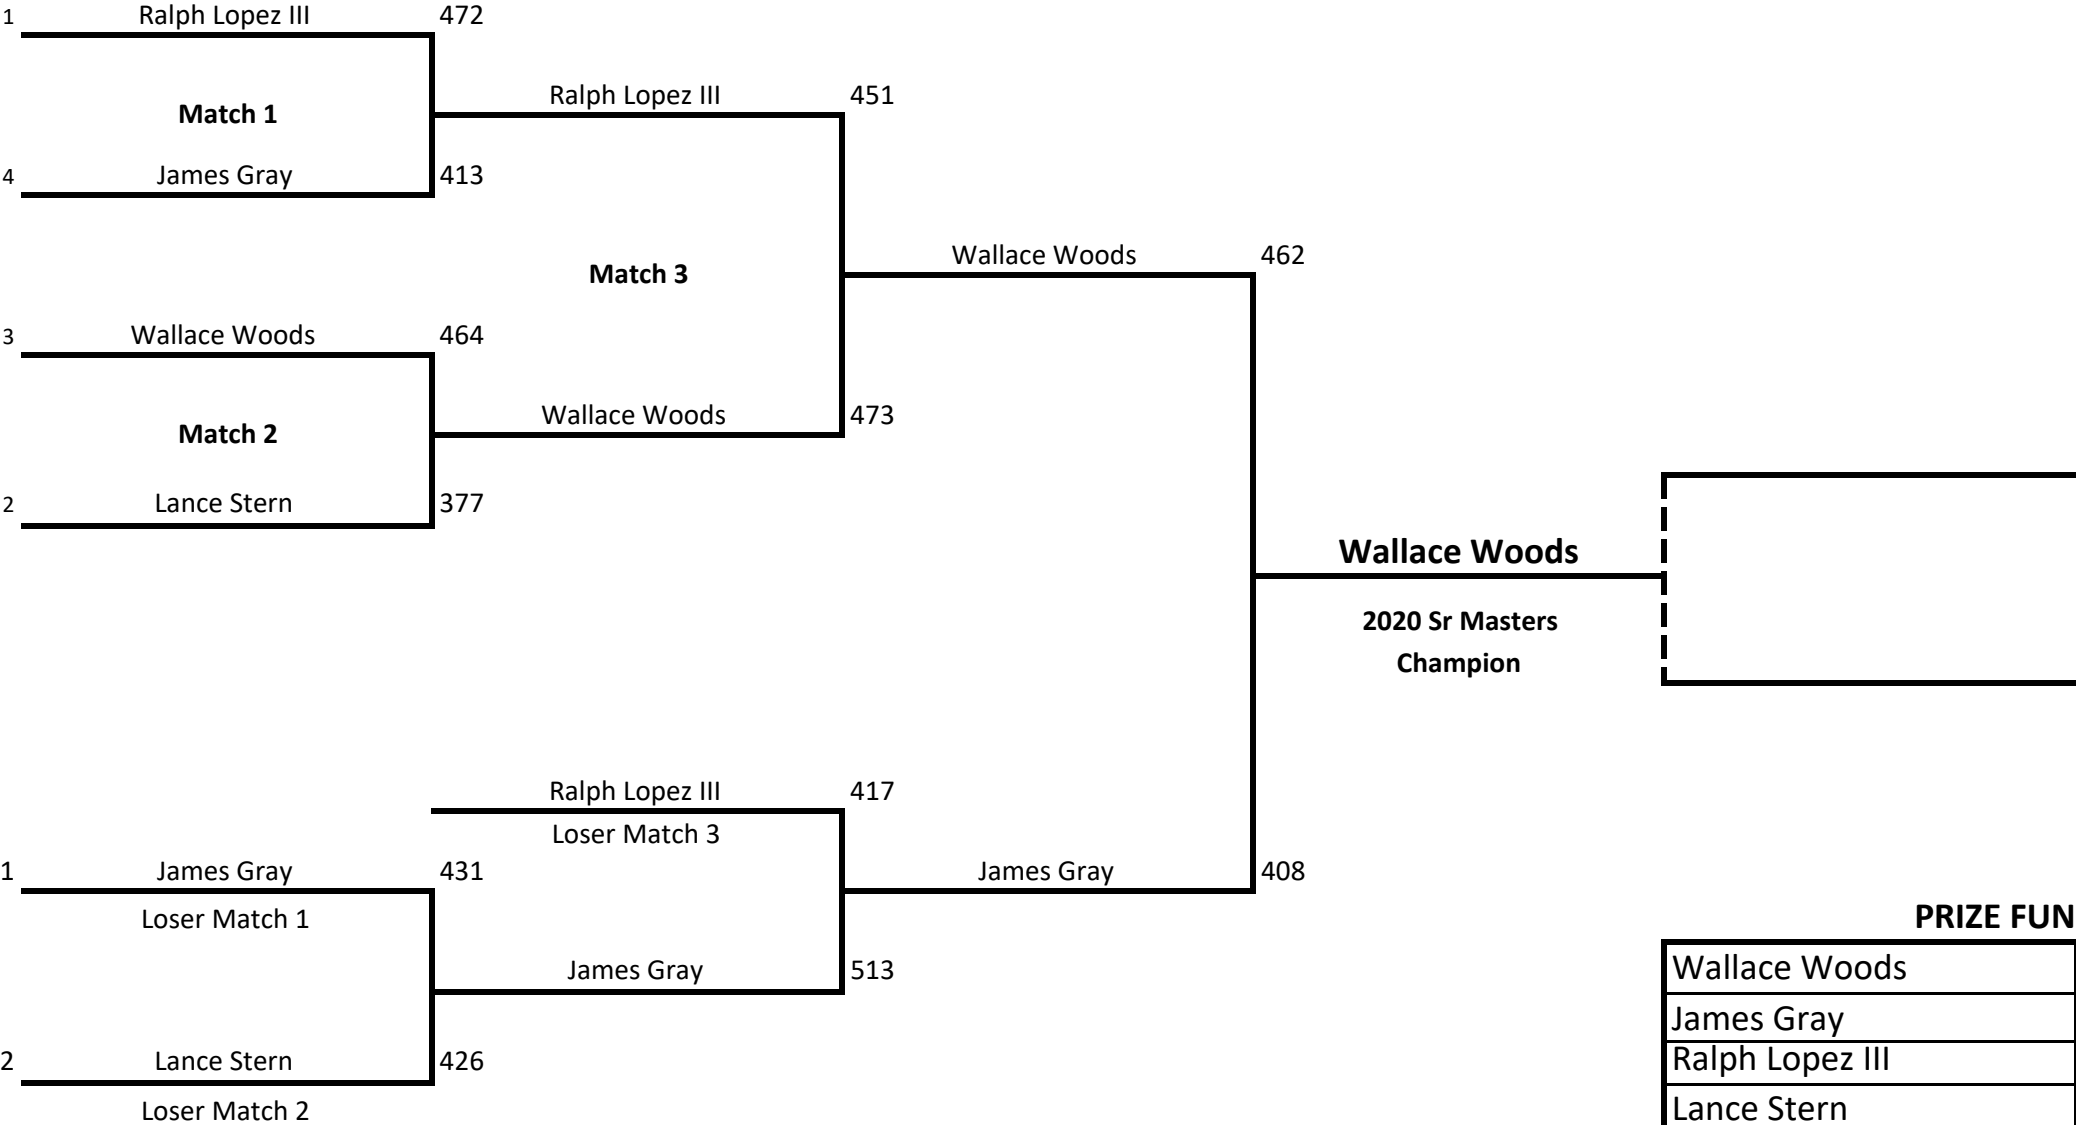 1 Ralph Lopez III 472
Ralph Lopez III 451
Match 1
4 James Gray 413
Wallace Woods 462
Match 3
3 Wallace Woods 464
Wallace Woods 473
Match 2
2 Lance Stern 377
Wallace Woods
2020 Sr Masters
Champion
Ralph Lopez III 417
Loser Match 3
1 James Gray 431
James Gray 408
Loser Match 1
PRIZE FUN
James Gray 513
Wallace Woods
James Gray
Ralph Lopez III
2 Lance Stern 426
Lance Stern
Loser Match 2